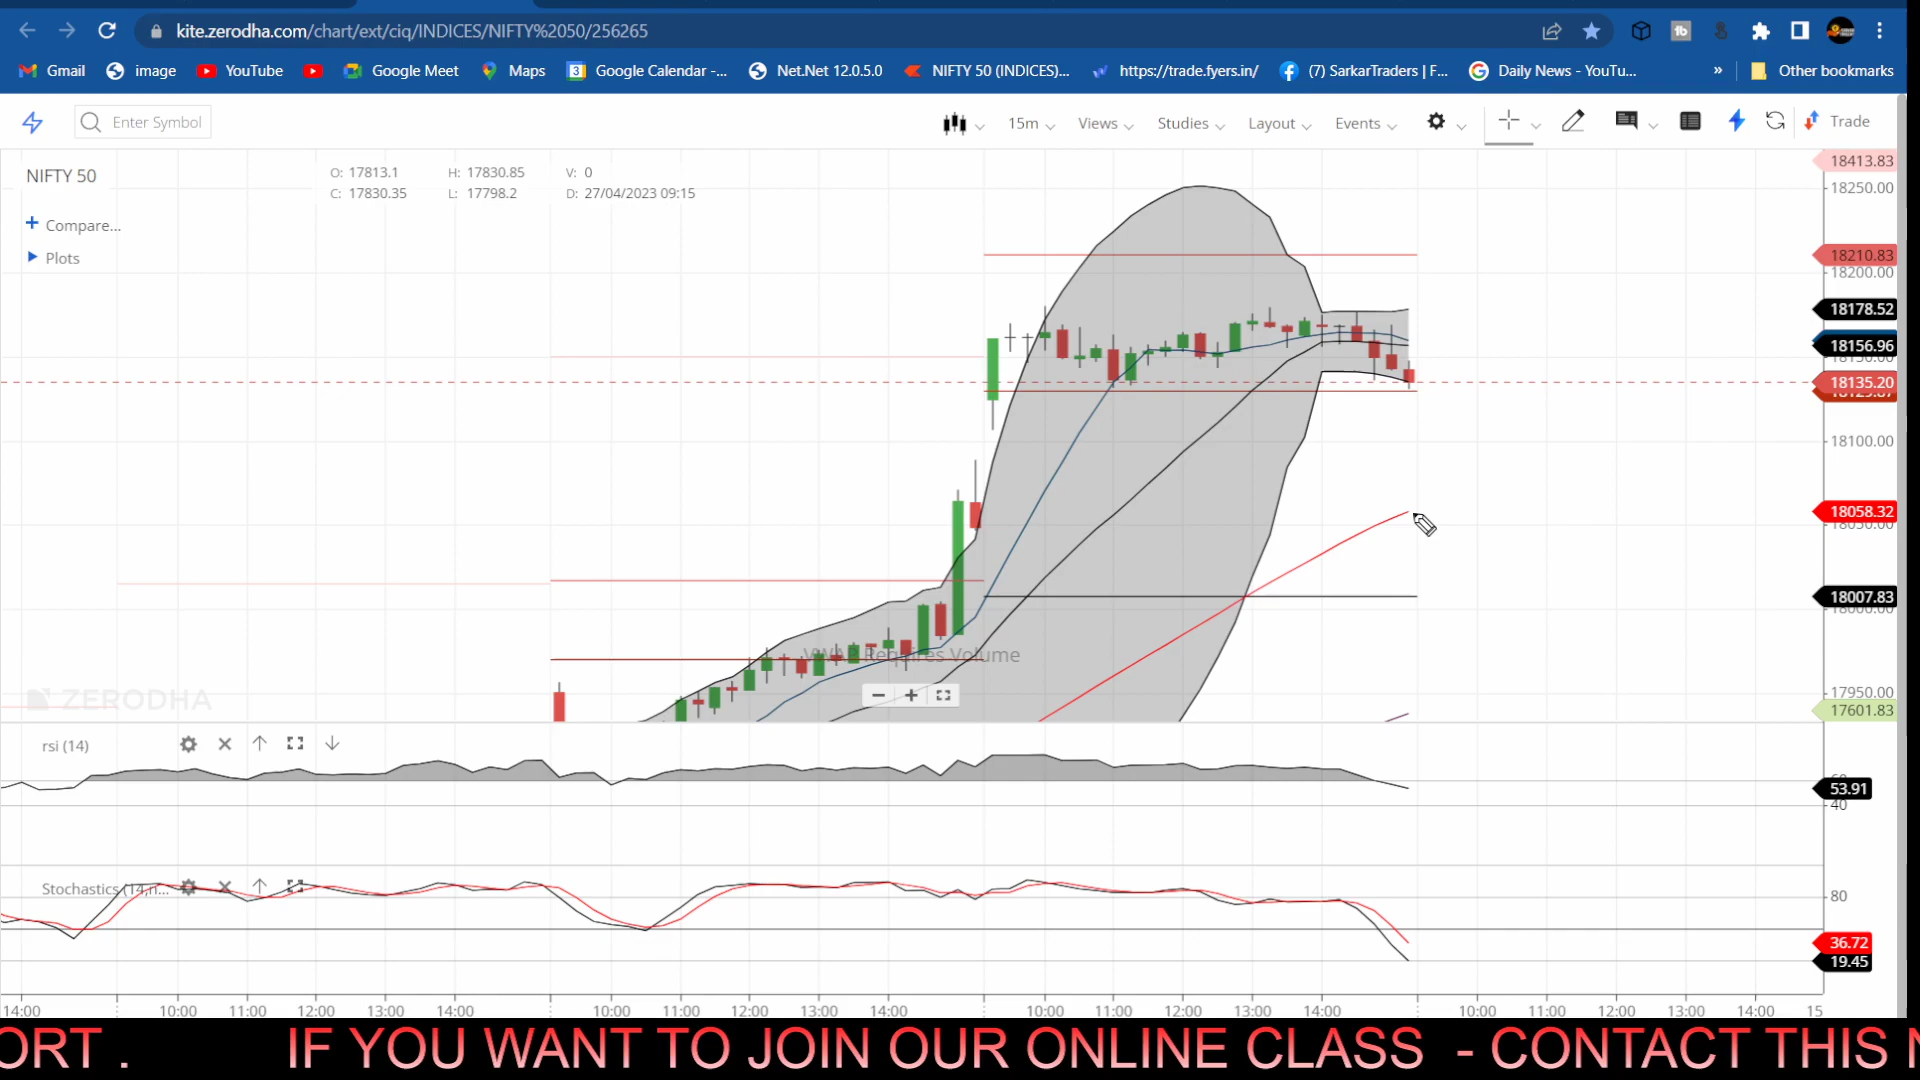 kite.zerodha.com/chart/ext/ciq/INDICES/NIFTY%2050/256265
Gmail image YouTube Google Meet Maps Google Calendar -... Net.Net 12.0.5.0 NIFTY 50 (INDICES)... https://trade.fyers.in/ (7) SarkarTraders | F... Daily News - YouTu... » Other bookmarks
Enter Symbol 15m Views Studies Layout Events Trade
NIFTY 50
O: 17813.1 H: 17830.85 V: 0
C: 17830.35 L: 17798.2 D: 27/04/2023 09:15
+ Compare...
Plots
18413.83
18250.00
18210.83
18200.00
18178.52
18156.96
18135.20
18100.00
18058.32
18007.83
17950.00
17601.83
VWAP Requires Volume
ZERODHA
rsi (14)
53.91
40
Stochastics (14,n...
80
36.72
19.45
14:00 10:00 11:00 12:00 13:00 14:00 10:00 11:00 12:00 13:00 14:00 10:00 11:00 12:00 13:00 14:00 10:00 11:00 12:00 13:00 14:00 15
ORT . IF YOU WANT TO JOIN OUR ONLINE CLASS - CONTACT THIS N